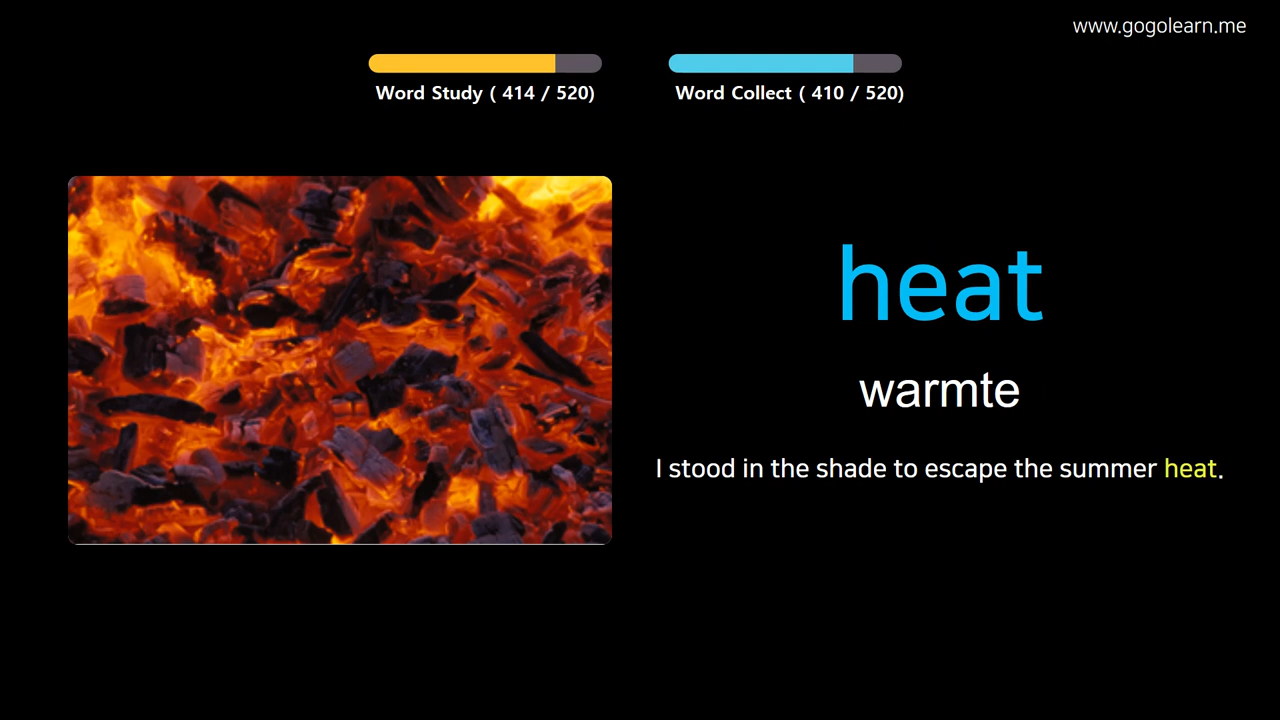 www.gogolearn.me
Word Study ( 414 / 520)
Word Collect ( 410 / 520)
heat
warmte
I stood in the shade to escape the summer heat.